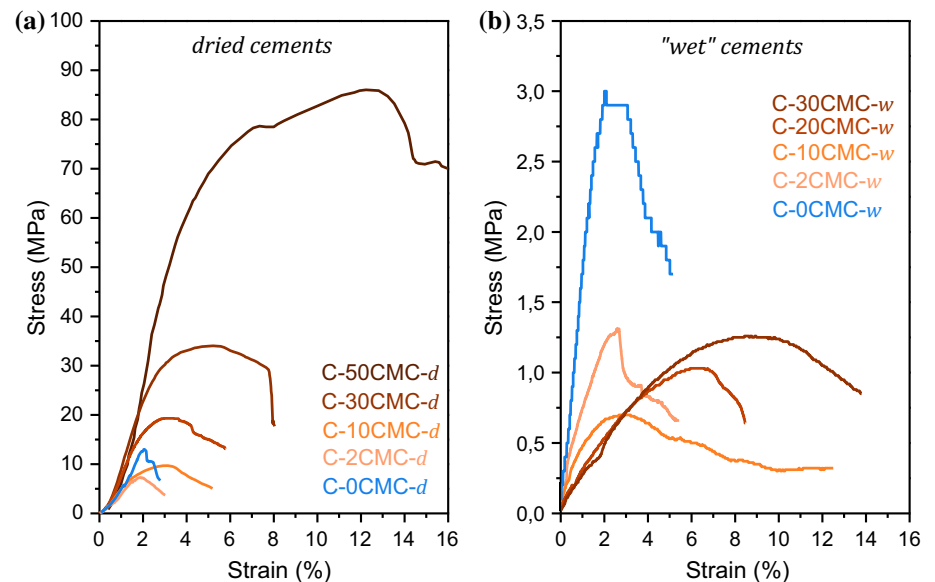 (a)
dried cements
Stress (MPa)
100
90
80
70
60
50
40
30
20
10
0
C-50CMC-d
C-30CMC-d
C-10CMC-d
C-2CMC-d
C-0CMC-d
0 2 4 6 8 10 12 14 16
Strain (%)
(b)
"wet" cements
Stress (MPa)
3,5
3,0
2,5
2,0
1,5
1,0
0,5
0,0
C-30CMC-w
C-20CMC-w
C-10CMC-w
C-2CMC-w
C-0CMC-w
0 2 4 6 8 10 12 14 16
Strain (%)